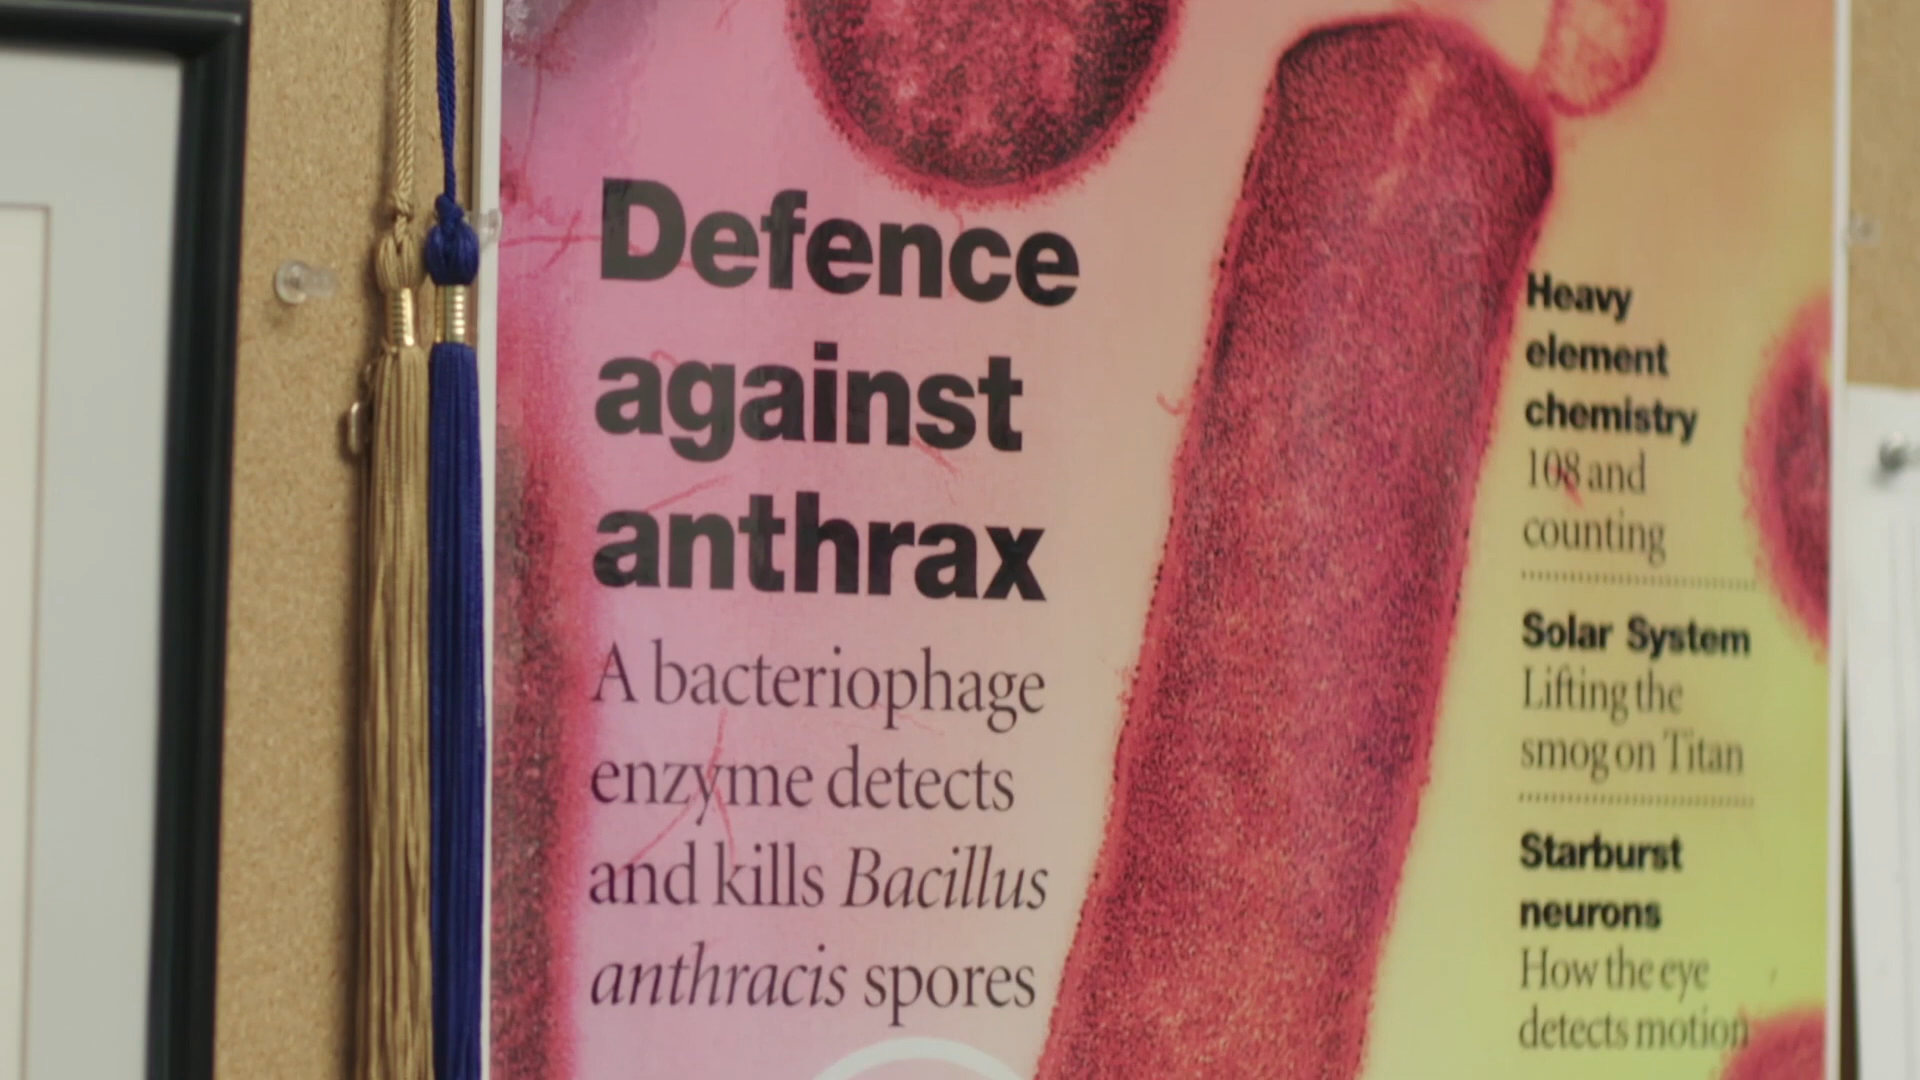 Defence
against
anthrax
A bacteriophage
enzyme detects
and kills Bacillus
anthracis spores
Heavy
element
chemistry
108 and
counting
Solar System
Lifting the
smog on Titan
Starburst
neurons
How the eye
detects motion